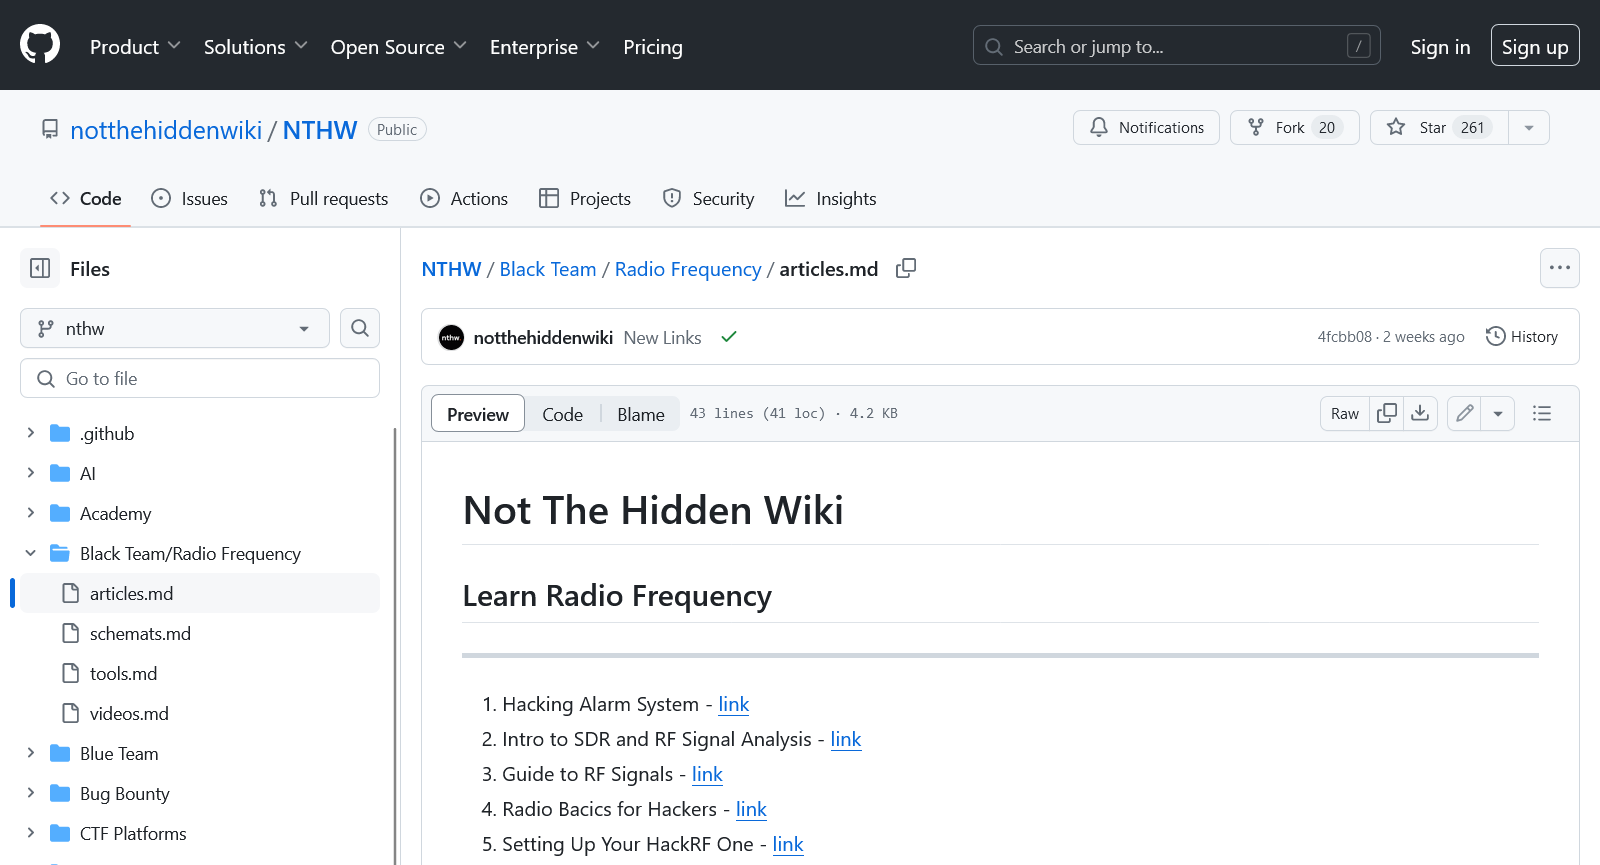 Product Solutions Open Source Enterprise Pricing Search or jump to... / Sign in Sign up
notthehiddenwiki / NTHW Public Notifications Fork 20 Star 261
Code Issues Pull requests Actions Projects Security Insights
Files
nthw
Go to file
.github
AI
Academy
Black Team/Radio Frequency
articles.md
schemats.md
tools.md
videos.md
Blue Team
Bug Bounty
CTF Platforms
NTHW / Black Team / Radio Frequency / articles.md
nthw notthehiddenwiki New Links 4fcbb08 · 2 weeks ago History
Preview Code Blame 43 lines (41 loc) · 4.2 KB Raw
Not The Hidden Wiki
Learn Radio Frequency
1. Hacking Alarm System - link
2. Intro to SDR and RF Signal Analysis - link
3. Guide to RF Signals - link
4. Radio Bacics for Hackers - link
5. Setting Up Your HackRF One - link